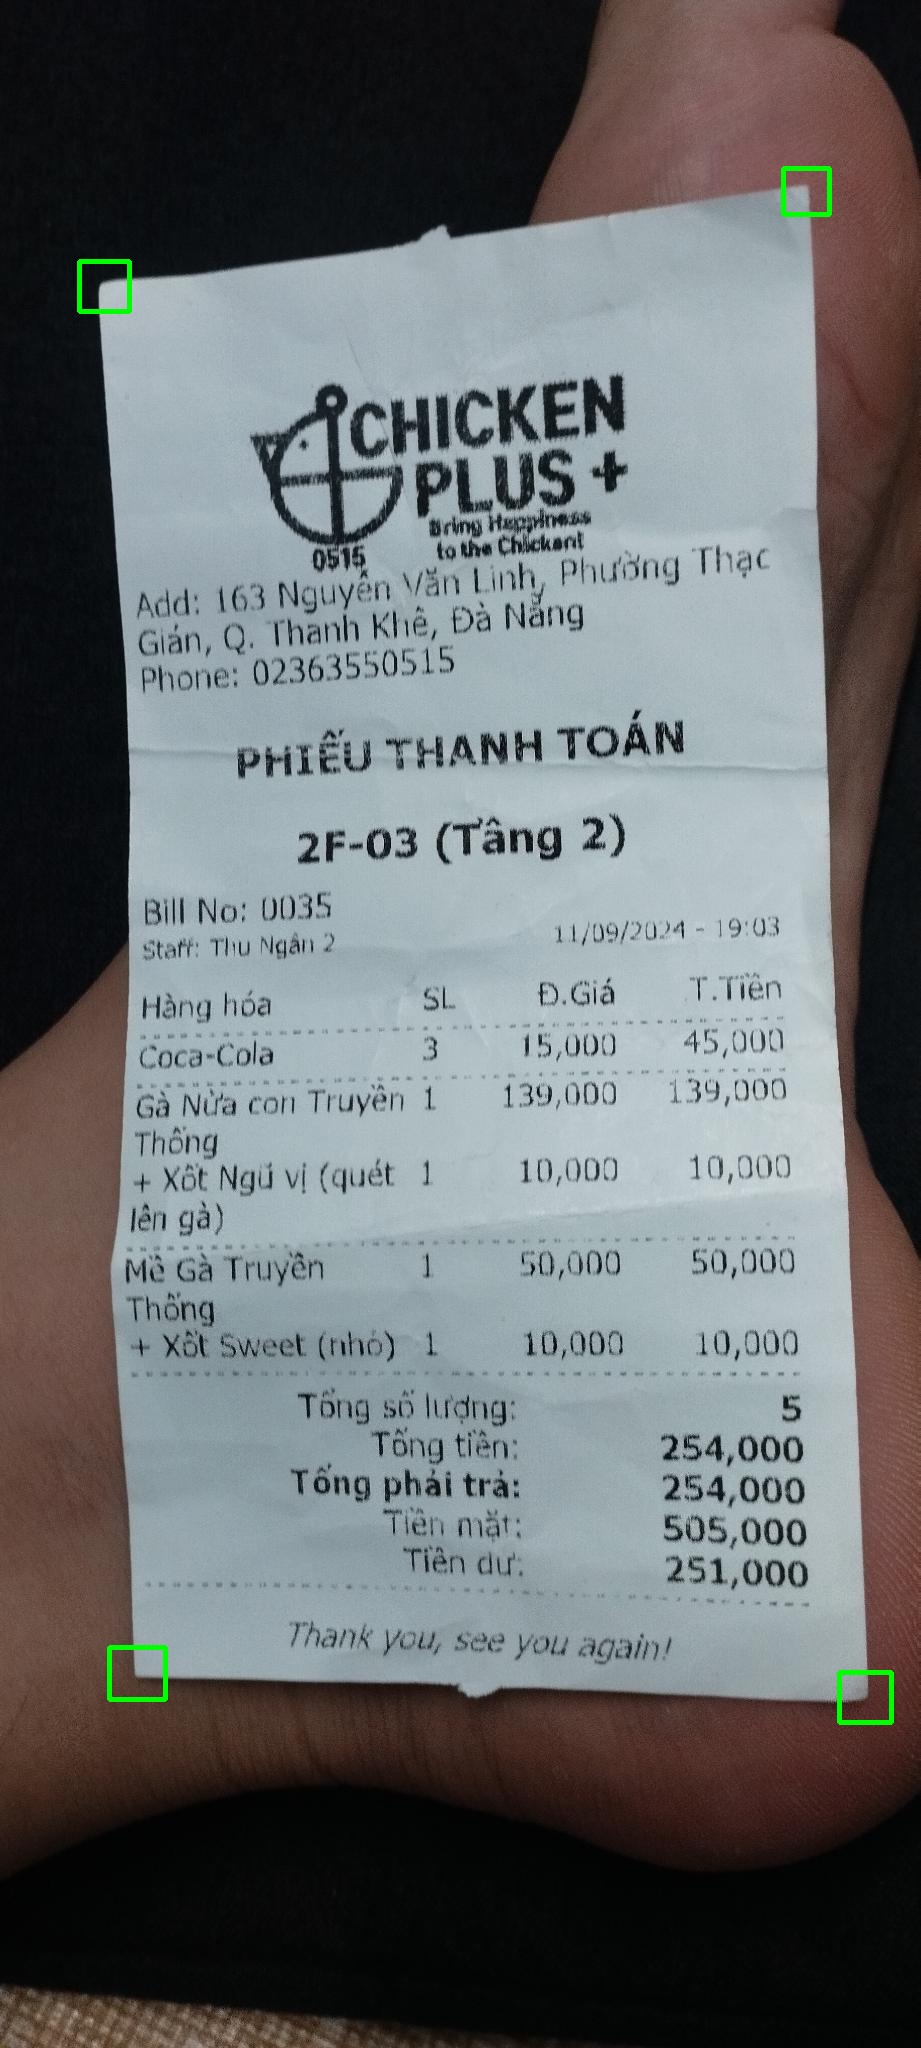 CHICKEN
PLUS +
Bring Happiness
to the Chicken!
0515
Add: 163 Nguyễn Văn Linh, Phường Thạc
Gián, Q. Thanh Khê, Đà Nẵng
Phone: 02363550515
PHIẾU THANH TOÁN
2F-03 (Tầng 2)
Bill No: 0035
Staff: Thu Ngân 2 11/09/2024 - 19:03
Hàng hóa SL Đ.Giá T.Tiền
Coca-Cola 3 15,000 45,000
Gà Nửa con Truyền 1 139,000 139,000
Thống
+ Xốt Ngũ vị (quét 1 10,000 10,000
lên gà)
Mề Gà Truyền 1 50,000 50,000
Thống
+ Xốt Sweet (nhỏ) 1 10,000 10,000
Tổng số lượng: 5
Tổng tiền: 254,000
Tổng phải trả: 254,000
Tiền mặt: 505,000
Tiền dư: 251,000
Thank you, see you again!